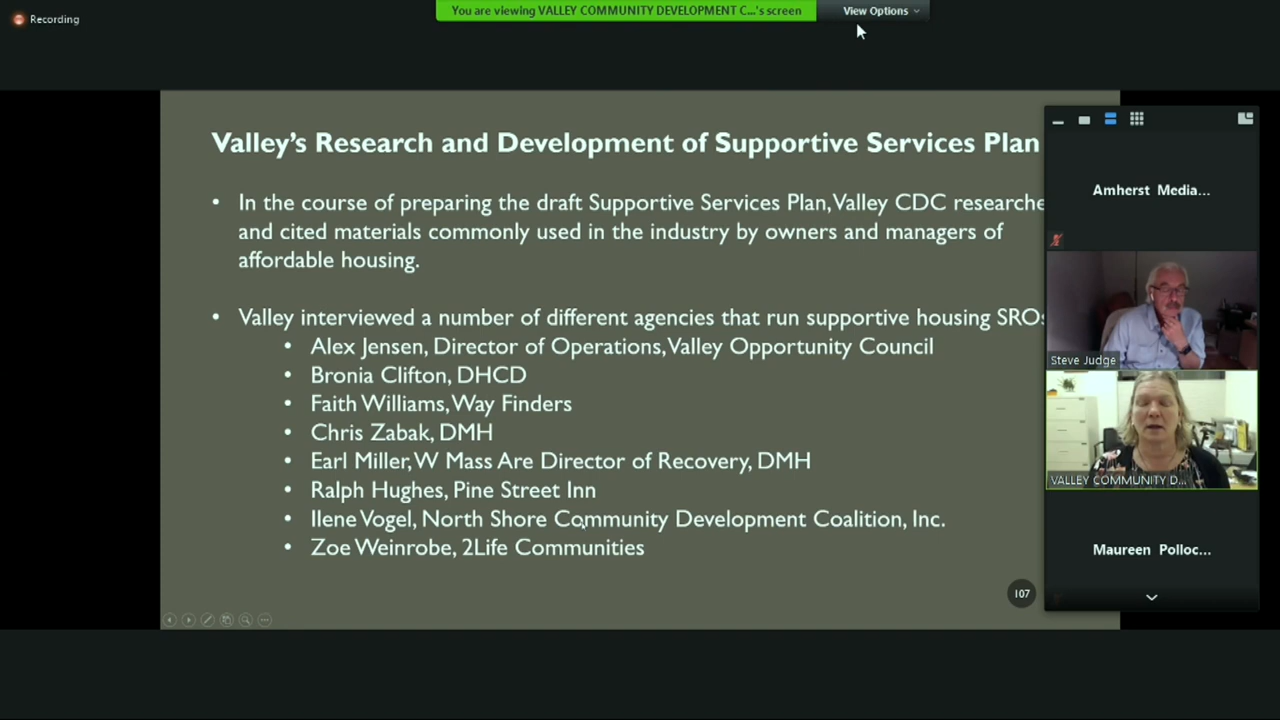 Recording
You are viewing VALLEY COMMUNITY DEVELOPMENT C...'s screen
View Options
Valley's Research and Development of Supportive Services Plan
• In the course of preparing the draft Supportive Services Plan, Valley CDC researche
and cited materials commonly used in the industry by owners and managers of
affordable housing.
• Valley interviewed a number of different agencies that run supportive housing SROs
• Alex Jensen, Director of Operations, Valley Opportunity Council
• Bronia Clifton, DHCD
• Faith Williams, Way Finders
• Chris Zabak, DMH
• Earl Miller, W Mass Are Director of Recovery, DMH
• Ralph Hughes, Pine Street Inn
• Ilene Vogel, North Shore Community Development Coalition, Inc.
• Zoe Weinrobe, 2Life Communities
107
Amherst Media...
Steve Judge
VALLEY COMMUNITY D...
Maureen Polloc...